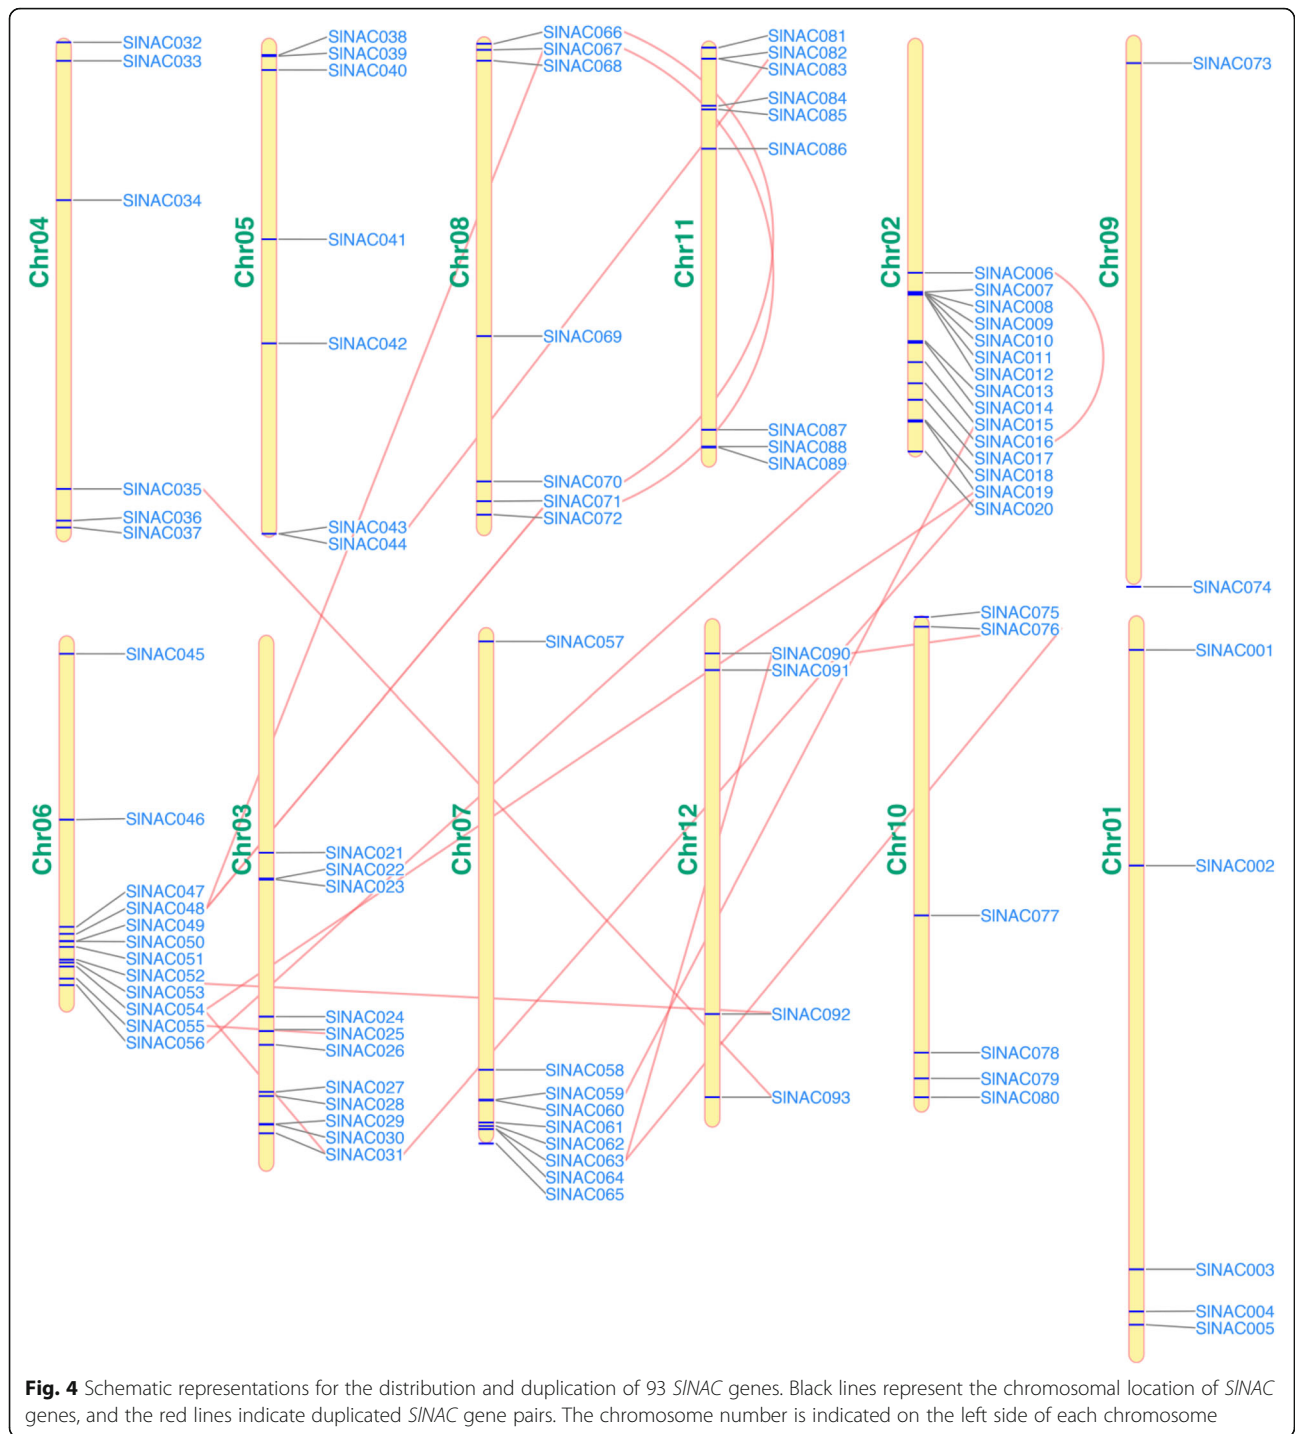 Chr04
SlNAC032
SlNAC033
SlNAC034
SlNAC035
SlNAC036
SlNAC037
Chr05
SlNAC038
SlNAC039
SlNAC040
SlNAC041
SlNAC042
SlNAC043
SlNAC044
Chr08
SlNAC066
SlNAC067
SlNAC068
SlNAC069
SlNAC070
SlNAC071
SlNAC072
Chr11
SlNAC081
SlNAC082
SlNAC083
SlNAC084
SlNAC085
SlNAC086
SlNAC087
SlNAC088
SlNAC089
Chr02
SlNAC006
SlNAC007
SlNAC008
SlNAC009
SlNAC010
SlNAC011
SlNAC012
SlNAC013
SlNAC014
SlNAC015
SlNAC016
SlNAC017
SlNAC018
SlNAC019
SlNAC020
Chr09
SlNAC073
SlNAC074
Chr06
SlNAC045
SlNAC046
SlNAC047
SlNAC048
SlNAC049
SlNAC050
SlNAC051
SlNAC052
SlNAC053
SlNAC054
SlNAC055
SlNAC056
Chr03
SlNAC021
SlNAC022
SlNAC023
SlNAC024
SlNAC025
SlNAC026
SlNAC027
SlNAC028
SlNAC029
SlNAC030
SlNAC031
Chr07
SlNAC057
SlNAC058
SlNAC059
SlNAC060
SlNAC061
SlNAC062
SlNAC063
SlNAC064
SlNAC065
Chr12
SlNAC090
SlNAC091
SlNAC092
SlNAC093
Chr10
SlNAC075
SlNAC076
SlNAC077
SlNAC078
SlNAC079
SlNAC080
Chr01
SlNAC001
SlNAC002
SlNAC003
SlNAC004
SlNAC005
Fig. 4 Schematic representations for the distribution and duplication of 93 SlNAC genes. Black lines represent the chromosomal location of SlNAC
genes, and the red lines indicate duplicated SlNAC gene pairs. The chromosome number is indicated on the left side of each chromosome